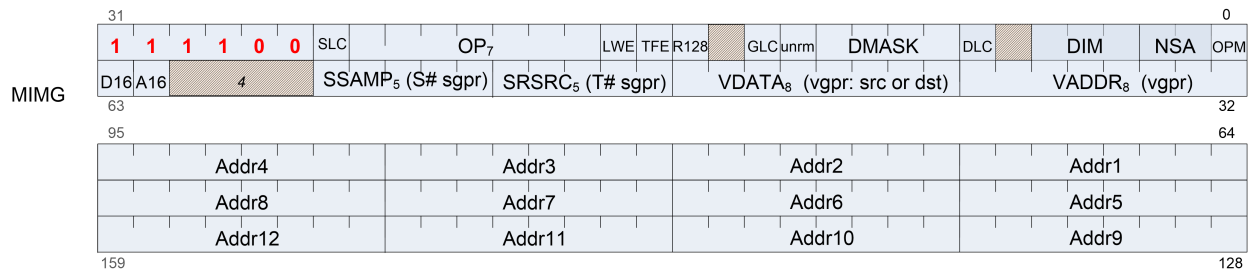 31 0
1 1 1 1 0 0 SLC OP7 LWE TFE R128 GLC unrm DMASK DLC DIM NSA OPM
MIMG
D16 A16 4 SSAMP5 (S# sgpr) SRSRC5 (T# sgpr) VDATA8 (vgpr: src or dst) VADDR8 (vgpr)
63 32
95 64
Addr4 Addr3 Addr2 Addr1
Addr8 Addr7 Addr6 Addr5
Addr12 Addr11 Addr10 Addr9
159 128